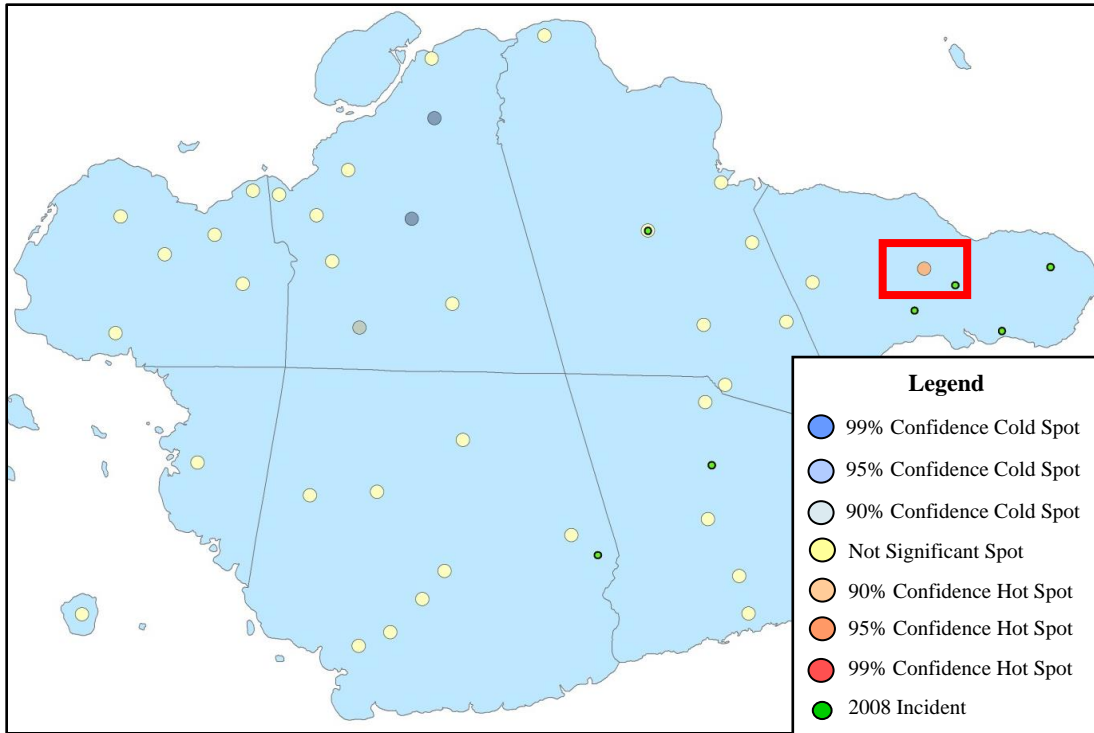 Legend
99% Confidence Cold Spot
95% Confidence Cold Spot
90% Confidence Cold Spot
Not Significant Spot
90% Confidence Hot Spot
95% Confidence Hot Spot
99% Confidence Hot Spot
2008 Incident